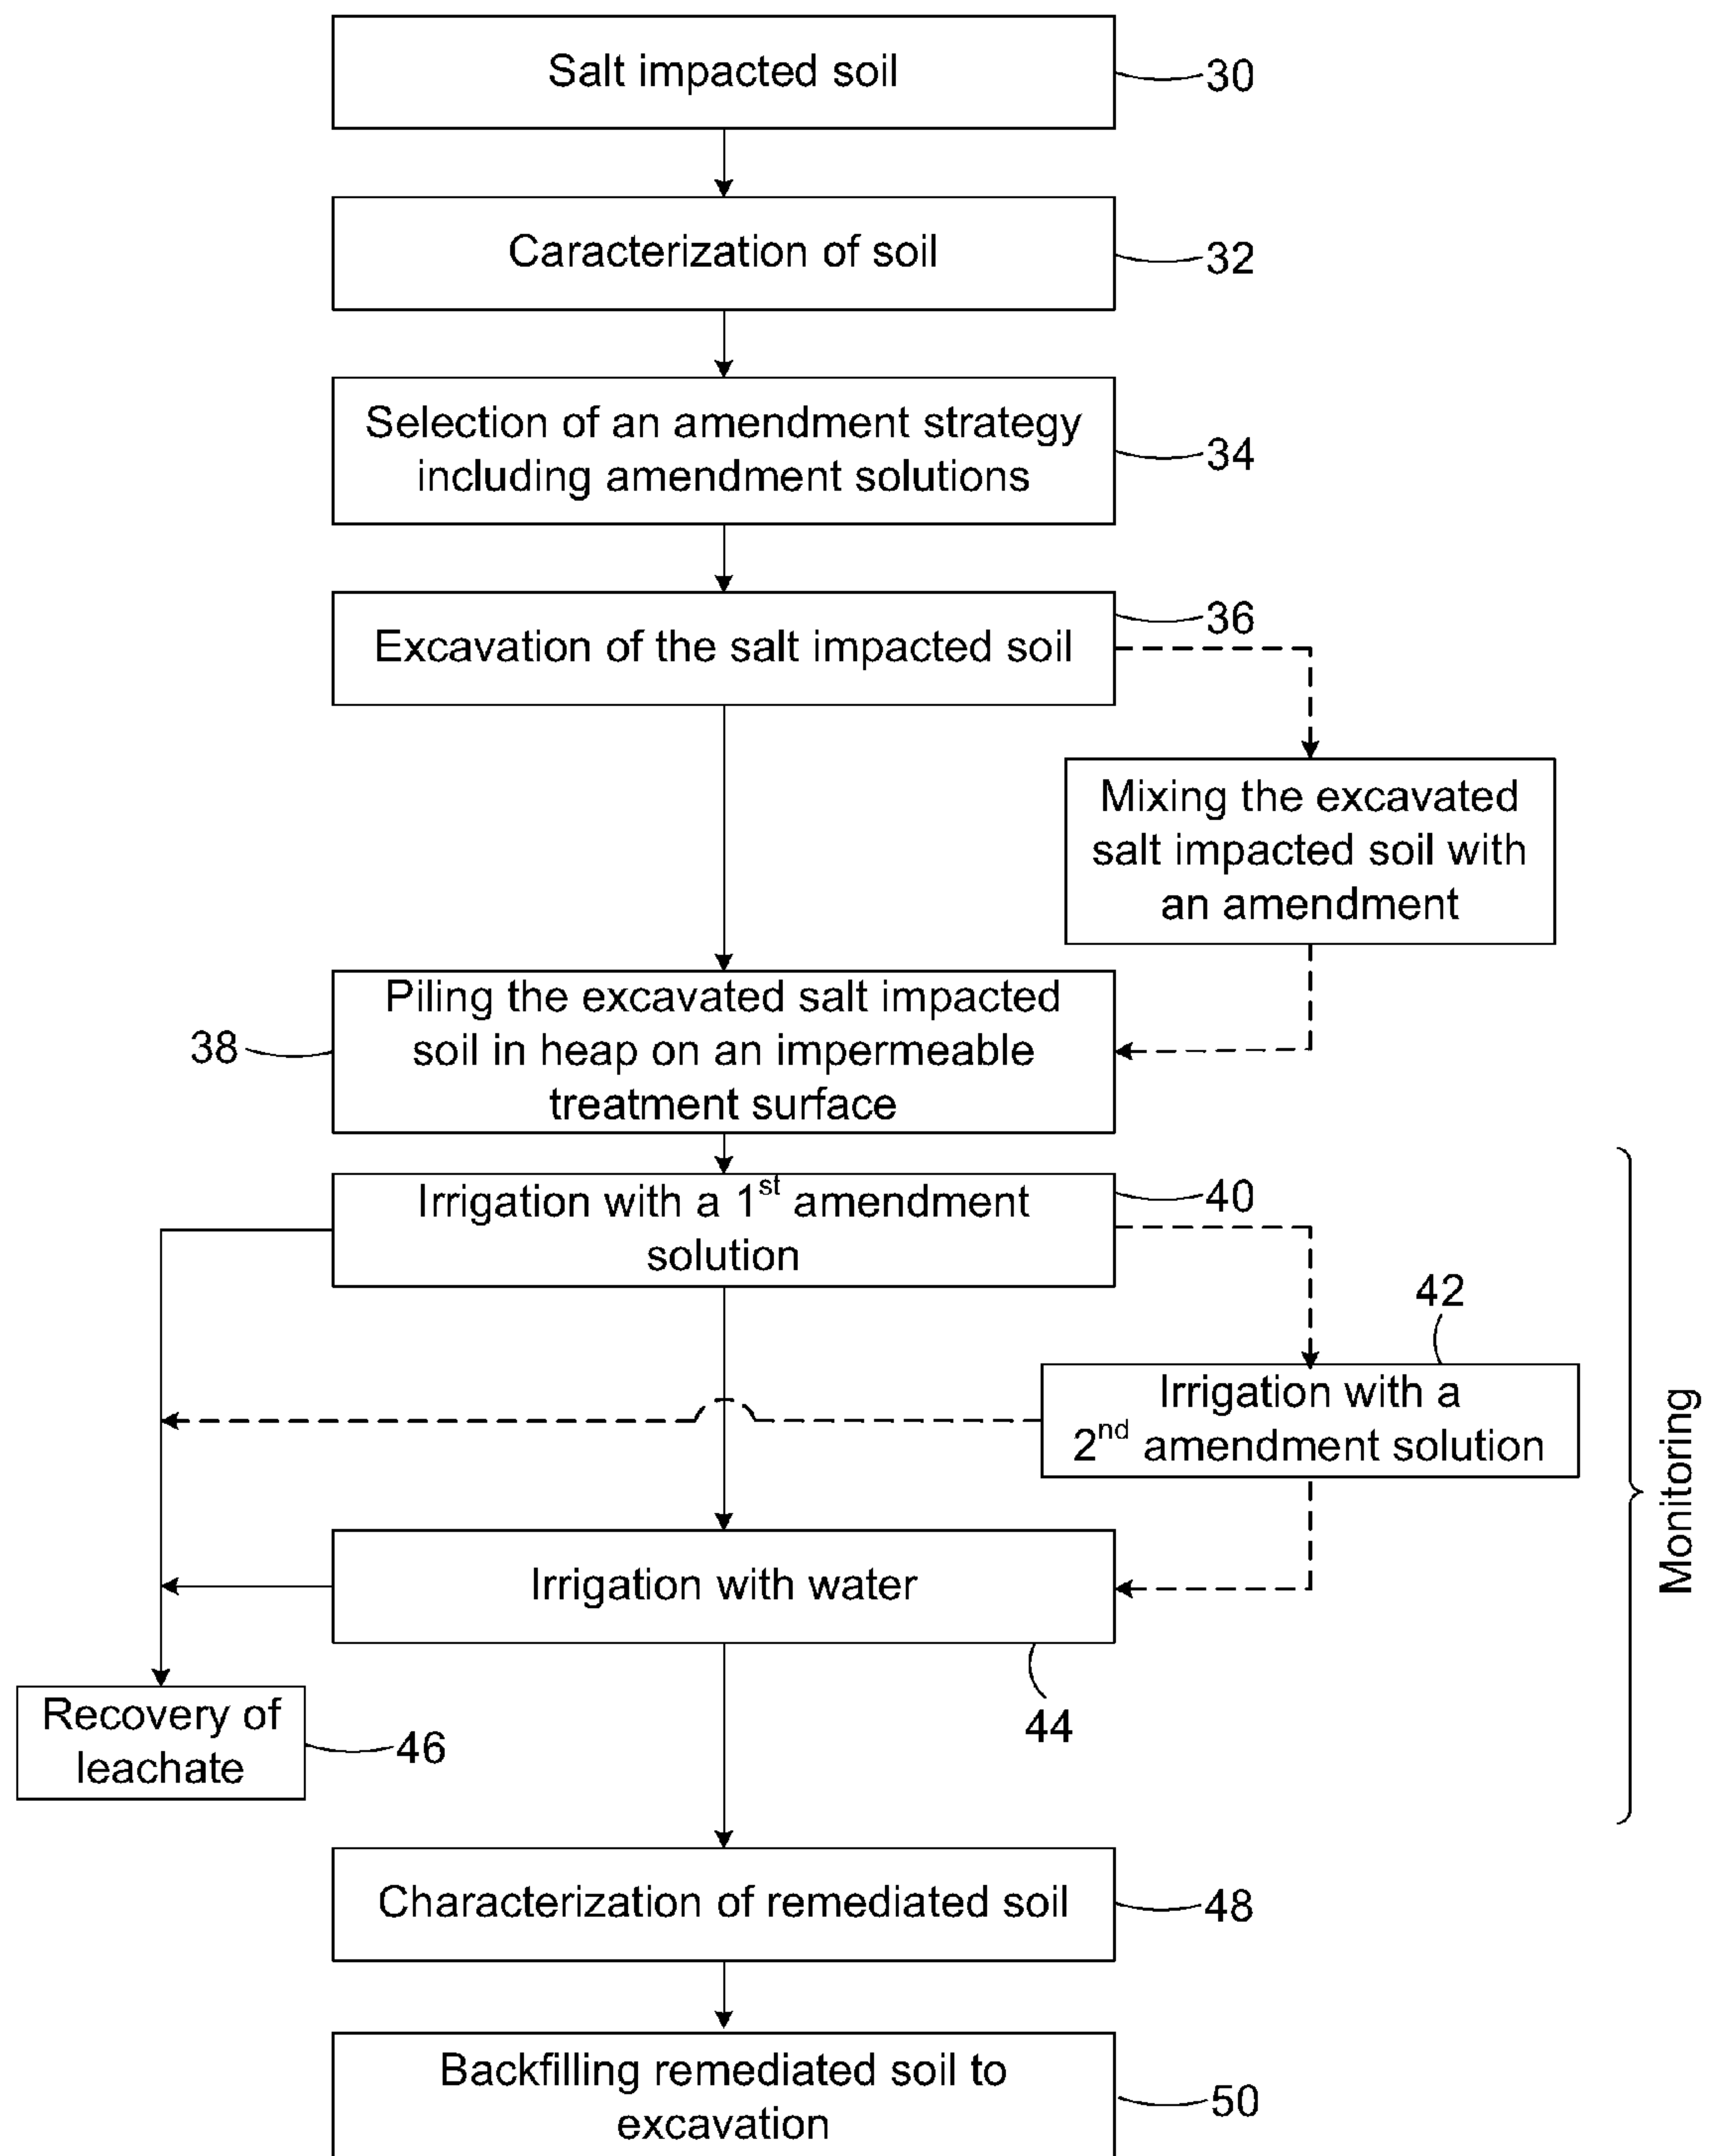 Salt impacted soil
30
Caracterization of soil
32
Selection of an amendment strategy
including amendment solutions
34
Excavation of the salt impacted soil
36
Mixing the excavated
salt impacted soil with
an amendment
Piling the excavated salt impacted
soil in heap on an impermeable
treatment surface
38
Irrigation with a 1st amendment
solution
40
42
Irrigation with a
2nd amendment solution
Monitoring
Irrigation with water
44
Recovery of
leachate
46
Characterization of remediated soil
48
Backfilling remediated soil to
excavation
50